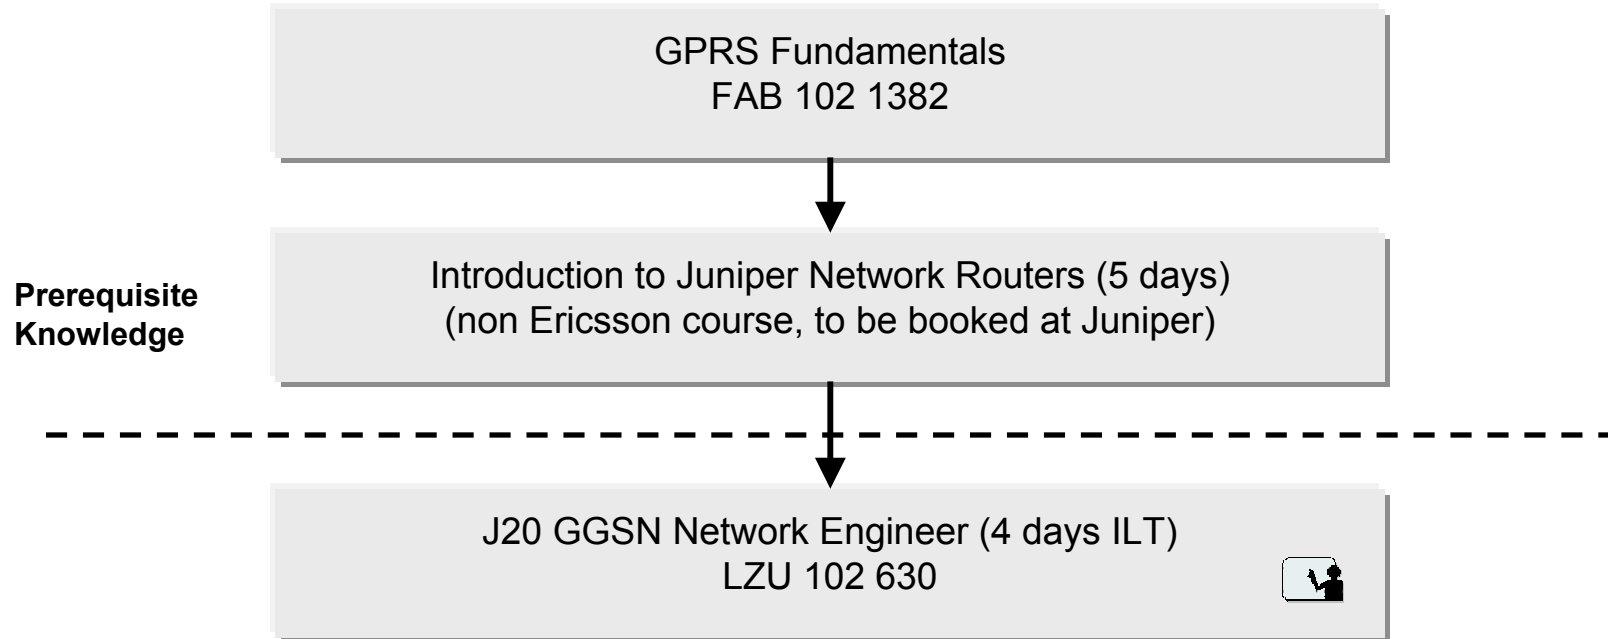 GPRS Fundamentals
FAB 102 1382
Prerequisite
Knowledge
Introduction to Juniper Network Routers (5 days)
(non Ericsson course, to be booked at Juniper)
J20 GGSN Network Engineer (4 days ILT)
LZU 102 630